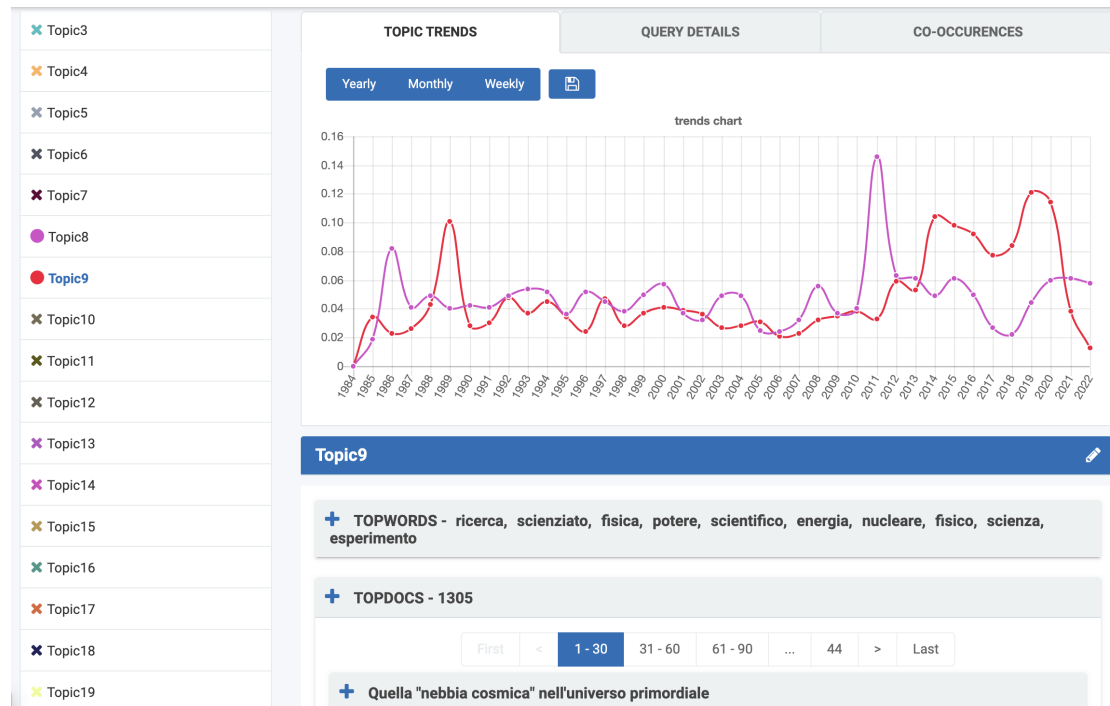 Topic3
Topic4
Topic5
Topic6
Topic7
Topic8
Topic9
Topic10
Topic11
Topic12
Topic13
Topic14
Topic15
Topic16
Topic17
Topic18
Topic19
TOPIC TRENDS QUERY DETAILS CO-OCCURENCES
Yearly Monthly Weekly
trends chart
0.16
0.14
0.12
0.10
0.08
0.06
0.04
0.02
0
1984 1985 1986 1987 1988 1989 1990 1991 1992 1993 1994 1995 1996 1997 1998 1999 2000 2001 2002 2003 2004 2005 2006 2007 2008 2009 2010 2011 2012 2013 2014 2015 2016 2017 2018 2019 2020 2021 2022
Topic9
+ TOPWORDS - ricerca, scienziato, fisica, potere, scientifico, energia, nucleare, fisico, scienza,
esperimento
+ TOPDOCS - 1305
First < 1 - 30 31 - 60 61 - 90 ... 44 > Last
+ Quella "nebbia cosmica" nell'universo primordiale